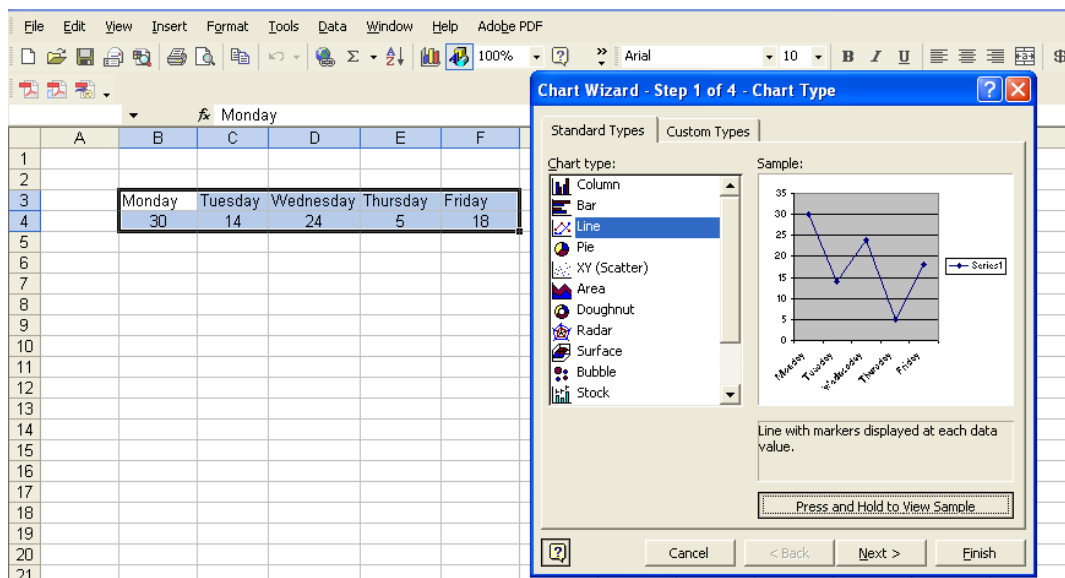 File Edit View Insert Format Tools Data Window Help Adobe PDF
100% Arial 10 B I U $
fx Monday
Chart Wizard - Step 1 of 4 - Chart Type
Standard Types Custom Types
A B C D E F
1
2
3 Monday Tuesday Wednesday Thursday Friday
4 30 14 24 5 18
5
6
7
8
9
10
11
12
13
14
15
16
17
18
19
20
21
Chart type:
Column
Bar
Line
Pie
XY (Scatter)
Area
Doughnut
Radar
Surface
Bubble
Stock
Sample:
35
30
25
20
15
10
5
0
Monday Tuesday Wednesday Thursday Friday
Series1
Line with markers displayed at each data
value.
Press and Hold to View Sample
Cancel < Back Next > Finish